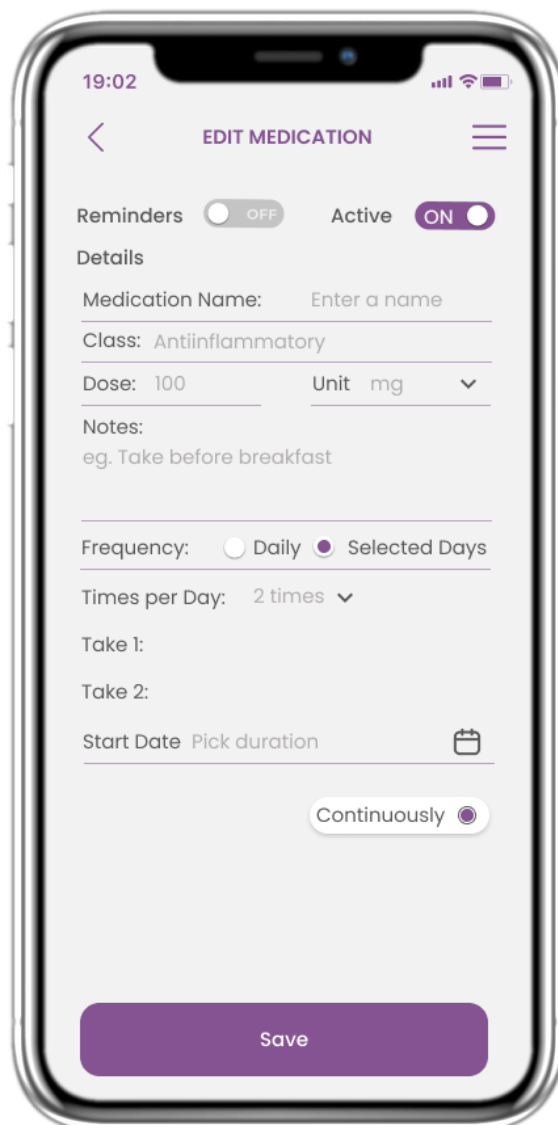 19:02
EDIT MEDICATION
Reminders OFF Active ON
Details
Medication Name: Enter a name
Class: Antiinflammatory
Dose: 100 Unit mg
Notes:
eg. Take before breakfast
Frequency: Daily Selected Days
Times per Day: 2 times
Take 1:
Take 2:
Start Date Pick duration
Continuously
Save